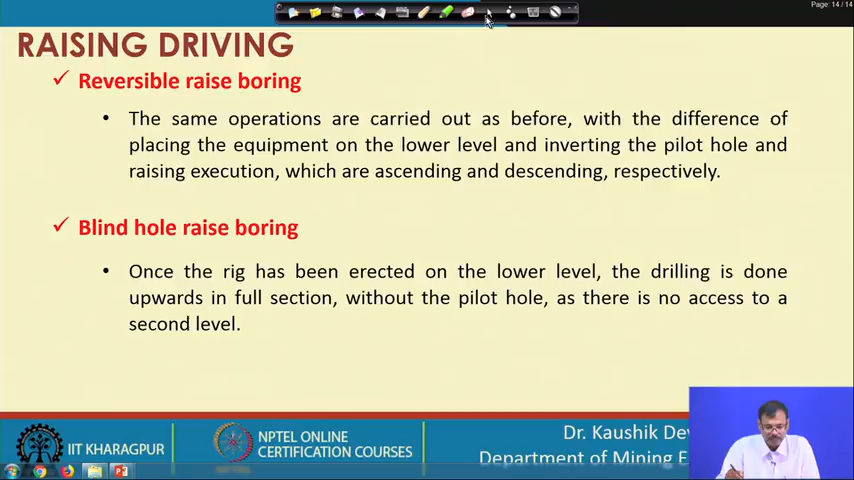 Page: 14 / 14
RAISING DRIVING
✓ Reversible raise boring
• The same operations are carried out as before, with the difference of
placing the equipment on the lower level and inverting the pilot hole and
raising execution, which are ascending and descending, respectively.
✓ Blind hole raise boring
• Once the rig has been erected on the lower level, the drilling is done
upwards in full section, without the pilot hole, as there is no access to a
second level.
IIT KHARAGPUR
NPTEL ONLINE
CERTIFICATION COURSES
Dr. Kaushik De
Department of Mining E